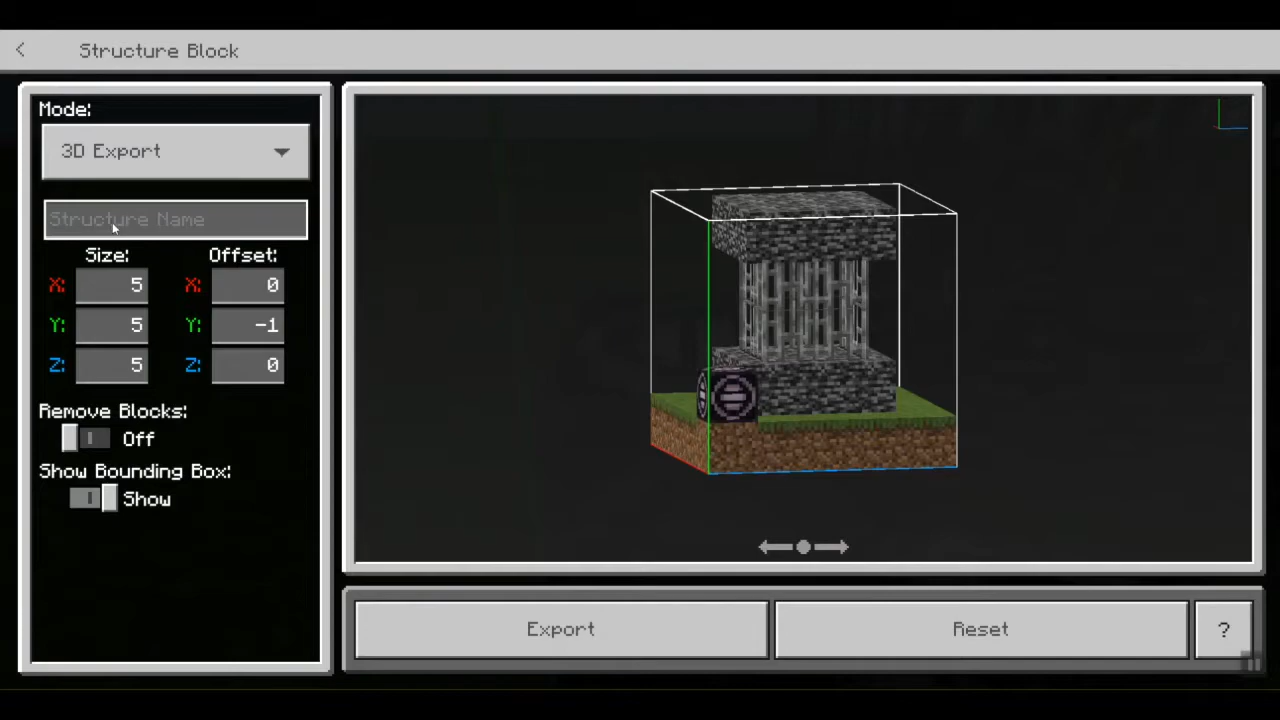 Structure Block
Mode:
3D Export
Structure Name
Size: Offset:
X: 5 X: 0
Y: 5 Y: -1
Z: 5 Z: 0
Remove Blocks:
Off
Show Bounding Box:
Show
Export Reset ?